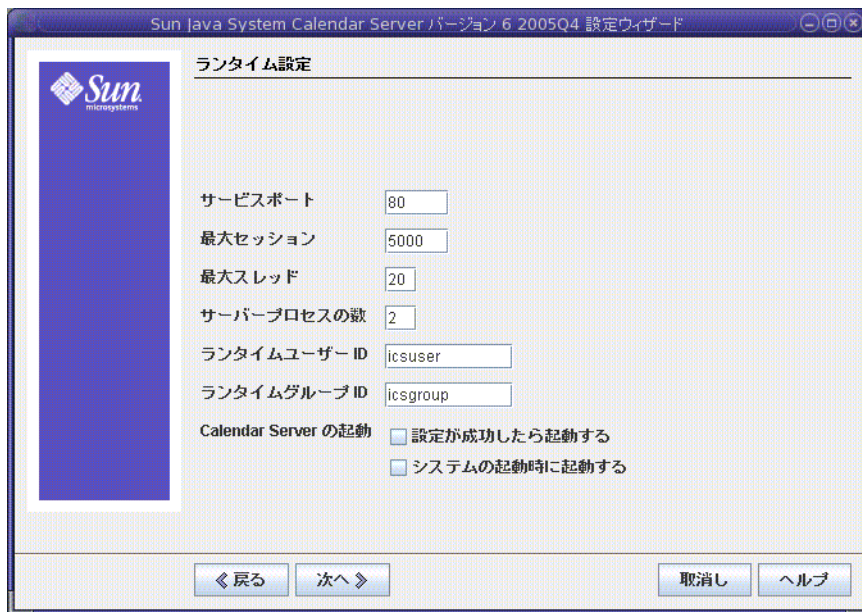 Sun Java System Calendar Server バージョン 6 2005Q4 設定ウィザード
Sun
microsystems
ランタイム設定
サービスポート 80
最大セッション 5000
最大スレッド 20
サーバープロセスの数 2
ランタイムユーザー ID icsuser
ランタイムグループ ID icsgroup
Calendar Server の起動 設定が成功したら起動する
システムの起動時に起動する
戻る 次へ 取消し ヘルプ